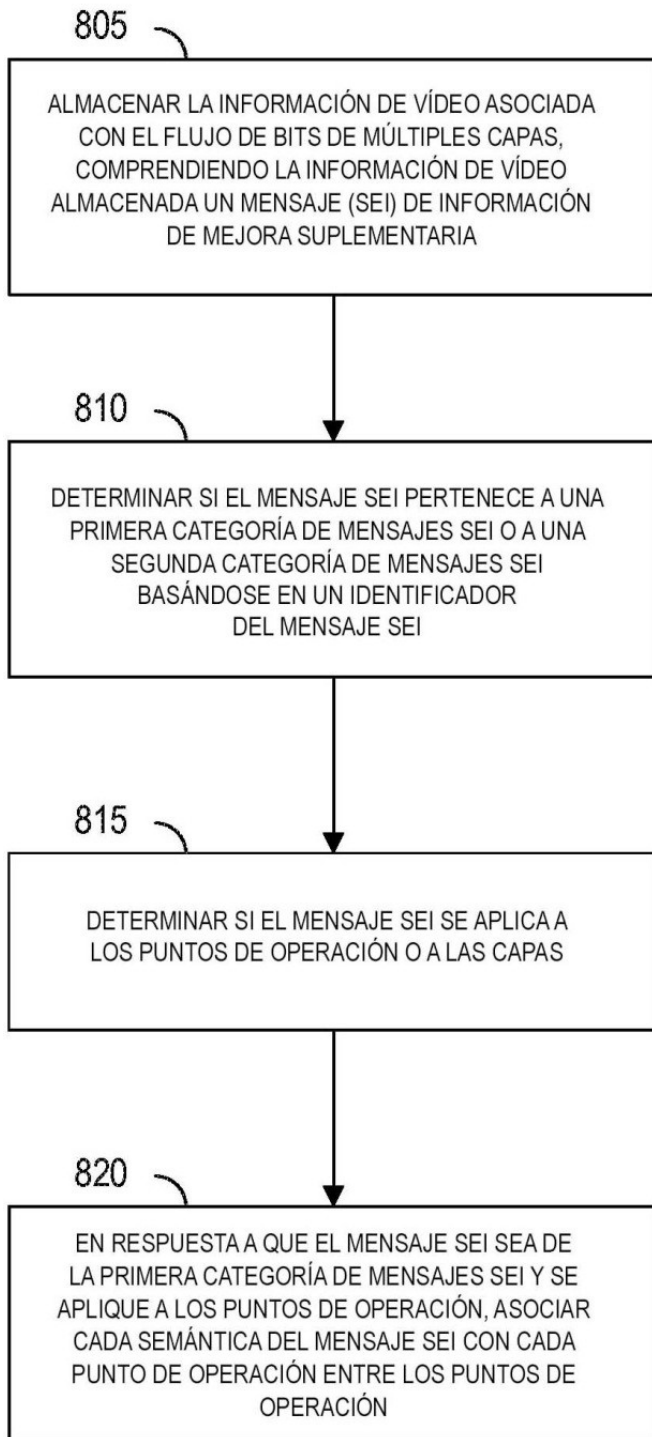 805
ALMACENAR LA INFORMACIÓN DE VÍDEO ASOCIADA
CON EL FLUJO DE BITS DE MÚLTIPLES CAPAS,
COMPRENDIENDO LA INFORMACIÓN DE VÍDEO
ALMACENADA UN MENSAJE (SEI) DE INFORMACIÓN
DE MEJORA SUPLEMENTARIA
810
DETERMINAR SI EL MENSAJE SEI PERTENECE A UNA
PRIMERA CATEGORÍA DE MENSAJES SEI O A UNA
SEGUNDA CATEGORÍA DE MENSAJES SEI
BASÁNDOSE EN UN IDENTIFICADOR
DEL MENSAJE SEI
815
DETERMINAR SI EL MENSAJE SEI SE APLICA A
LOS PUNTOS DE OPERACIÓN O A LAS CAPAS
820
EN RESPUESTA A QUE EL MENSAJE SEI SEA DE
LA PRIMERA CATEGORÍA DE MENSAJES SEI Y SE
APLIQUE A LOS PUNTOS DE OPERACIÓN, ASOCIAR
CADA SEMÁNTICA DEL MENSAJE SEI CON CADA
PUNTO DE OPERACIÓN ENTRE LOS PUNTOS DE
OPERACIÓN